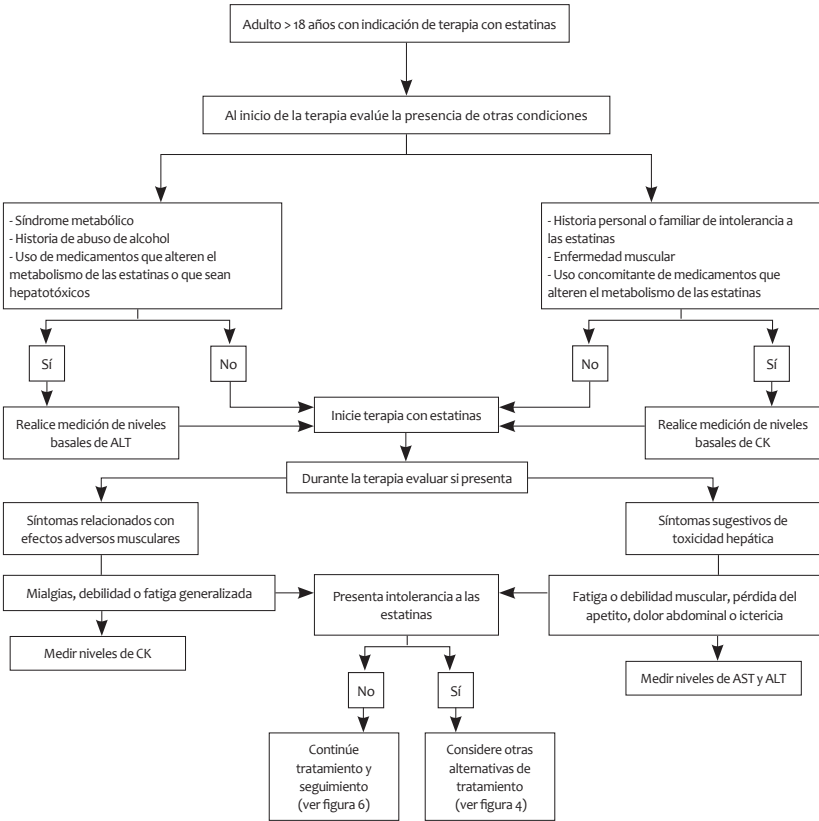 Adulto > 18 años con indicación de terapia con estatinas
Al inicio de la terapia evalúe la presencia de otras condiciones
- Síndrome metabólico
- Historia de abuso de alcohol
- Uso de medicamentos que alteren el
metabolismo de las estatinas o que sean
hepatotóxicos
- Historia personal o familiar de intolerancia a
las estatinas
- Enfermedad muscular
- Uso concomitante de medicamentos que
alteren el metabolismo de las estatinas
Sí
No
No
Sí
Realice medición de niveles
basales de ALT
Inicie terapia con estatinas
Realice medición de niveles
basales de CK
Durante la terapia evaluar si presenta
Síntomas relacionados con
efectos adversos musculares
Síntomas sugestivos de
toxicidad hepática
Mialgias, debilidad o fatiga generalizada
Presenta intolerancia a las
estatinas
Fatiga o debilidad muscular, pérdida del
apetito, dolor abdominal o ictericia
Medir niveles de CK
Medir niveles de AST y ALT
No
Sí
Continúe
tratamiento y
seguimiento
(ver figura 6)
Considere otras
alternativas de
tratamiento
(ver figura 4)